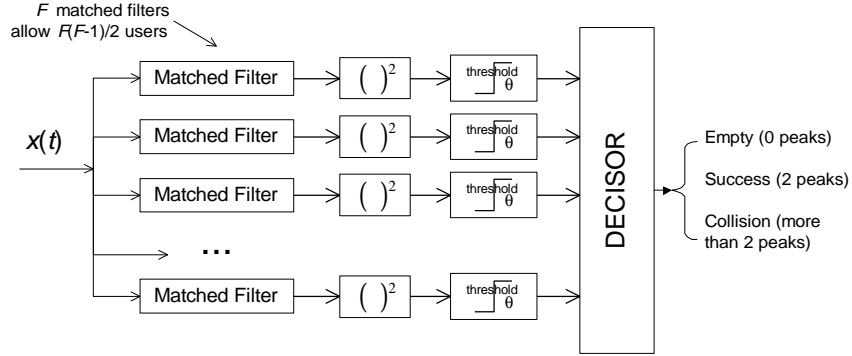 F matched filters
allow F(F-1)/2 users
x(t)
Matched Filter
( )²
threshold
θ
Matched Filter
( )²
threshold
θ
Matched Filter
( )²
threshold
θ
...
Matched Filter
( )²
threshold
θ
DECISOR
Empty (0 peaks)
Success (2 peaks)
Collision (more
than 2 peaks)